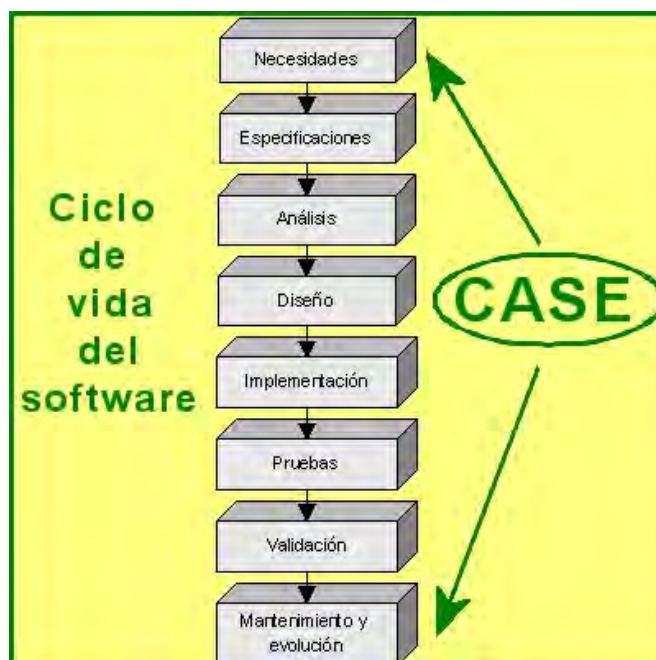 Necesidades
Especificaciones
Análisis
Diseño
Implementación
Pruebas
Validación
Mantenimiento y
evolución
Ciclo
de
vida
del
software
CASE